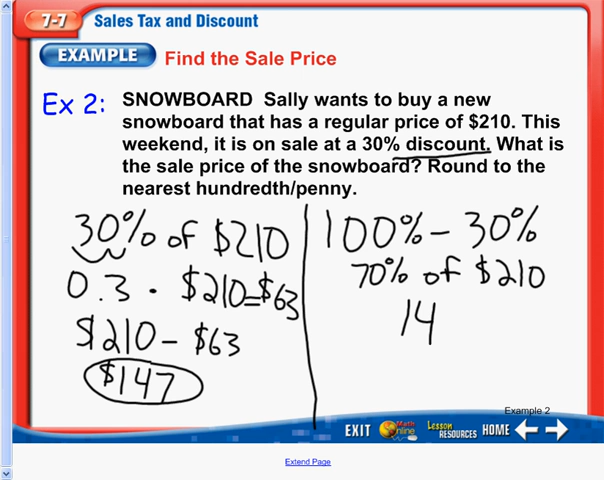 7-7 Sales Tax and Discount
EXAMPLE Find the Sale Price
Ex 2:
SNOWBOARD Sally wants to buy a new
snowboard that has a regular price of $210. This
weekend, it is on sale at a 30% discount. What is
the sale price of the snowboard? Round to the
nearest hundredth/penny.
30% of $210
0.3 · $210=$63
$210 - $63
$147
100% - 30%
70% of $210
14
Example 2
EXIT Math Online Lesson RESOURCES HOME
Extend Page